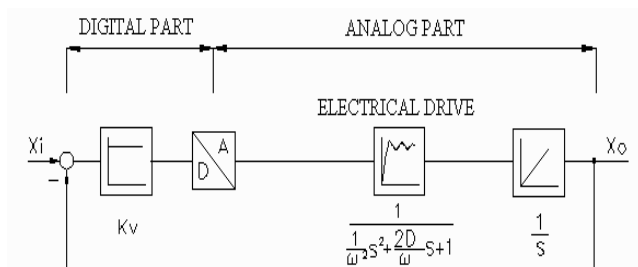 DIGITAL PART ANALOG PART
ELECTRICAL DRIVE
Xi D A Xo
-
Kv
1
1/ω² S²+2D/ω S+1
1/S